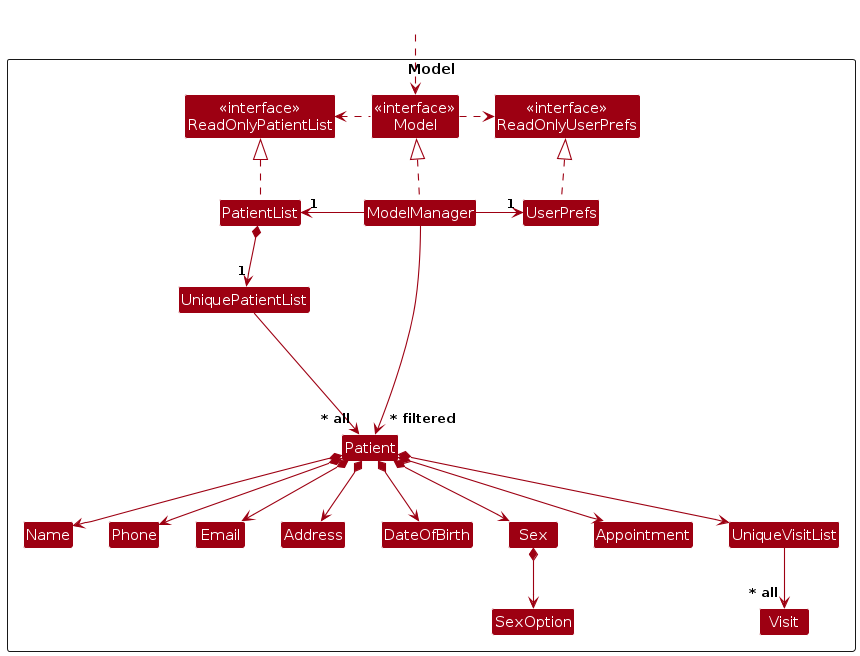 Model
«interface»
ReadOnlyPatientList
«interface»
Model
«interface»
ReadOnlyUserPrefs
PatientList
1
ModelManager
1
UserPrefs
1
UniquePatientList
* all
* filtered
Patient
Name
Phone
Email
Address
DateOfBirth
Sex
Appointment
UniqueVisitList
* all
SexOption
Visit